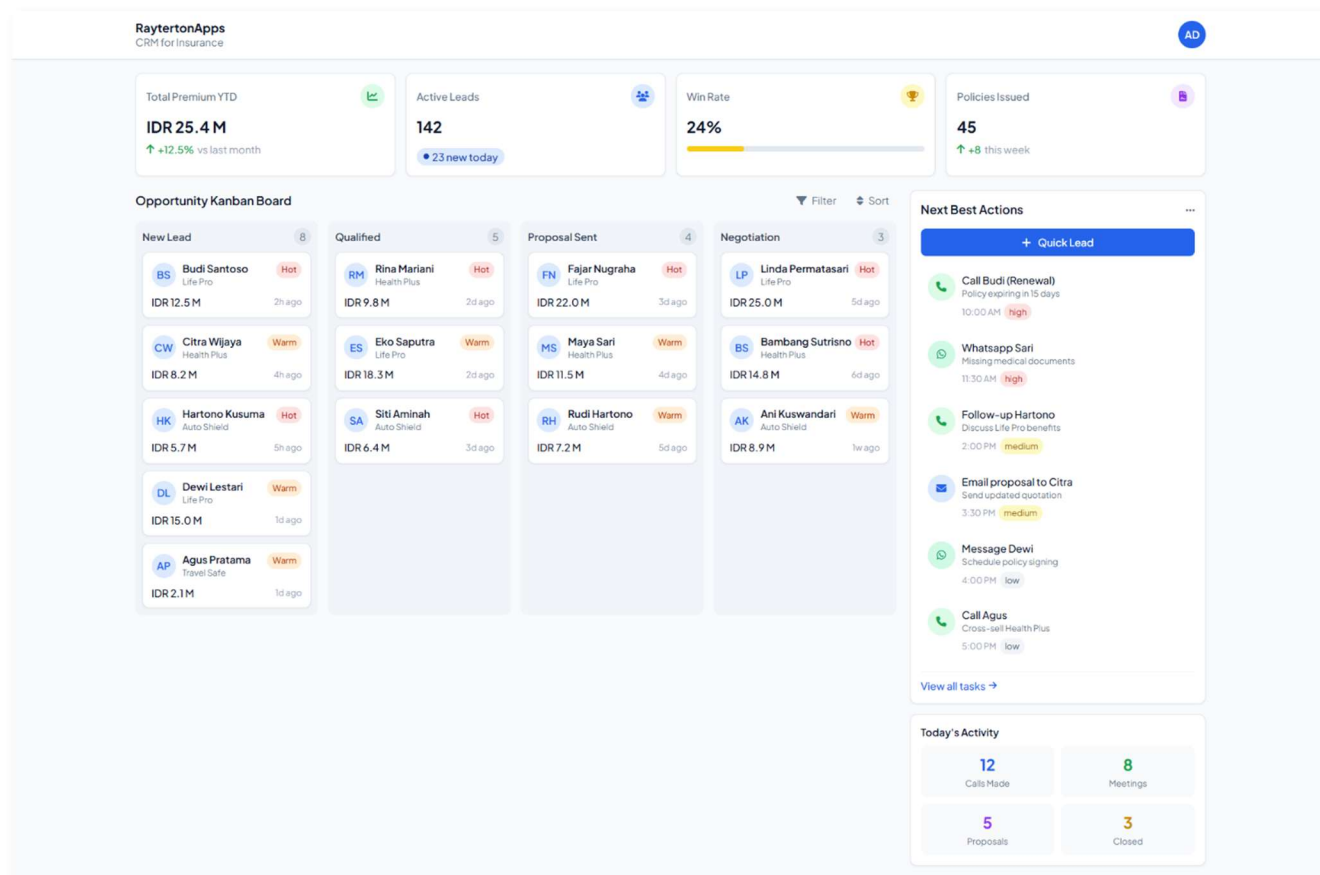 RaytertonApps
CRM for Insurance
AD
Total Premium YTD
IDR 25.4 M
+12.5% vs last month
Active Leads
142
23 new today
Win Rate
24%
Policies Issued
45
+8 this week
Opportunity Kanban Board
Filter
Sort
New Lead 8
BS Budi Santoso Hot
Life Pro
IDR 12.5 M 2h ago
CW Citra Wijaya Warm
Health Plus
IDR 8.2 M 4h ago
HK Hartono Kusuma Hot
Auto Shield
IDR 5.7 M 5h ago
DL Dewi Lestari Warm
Life Pro
IDR 15.0 M 1d ago
AP Agus Pratama Warm
Travel Safe
IDR 2.1 M 1d ago
Qualified 5
RM Rina Mariani Hot
Health Plus
IDR 9.8 M 2d ago
ES Eko Saputra Warm
Life Pro
IDR 18.3 M 2d ago
SA Siti Aminah Hot
Auto Shield
IDR 6.4 M 3d ago
Proposal Sent 4
FN Fajar Nugraha Hot
Life Pro
IDR 22.0 M 3d ago
MS Maya Sari Warm
Health Plus
IDR 11.5 M 4d ago
RH Rudi Hartono Warm
Auto Shield
IDR 7.2 M 5d ago
Negotiation 3
LP Linda Permatasari Hot
Life Pro
IDR 25.0 M 5d ago
BS Bambang Sutrisno Hot
Health Plus
IDR 14.8 M 6d ago
AK Ani Kuswandari Warm
Auto Shield
IDR 8.9 M 1w ago
Next Best Actions
+ Quick Lead
Call Budi (Renewal)
Policy expiring in 15 days
10:00 AM high
Whatsapp Sari
Missing medical documents
11:30 AM high
Follow-up Hartono
Discuss Life Pro benefits
2:00 PM medium
Email proposal to Citra
Send updated quotation
3:30 PM medium
Message Dewi
Schedule policy signing
4:00 PM low
Call Agus
Cross-sell Health Plus
5:00 PM low
View all tasks →
Today's Activity
12
Calls Made
8
Meetings
5
Proposals
3
Closed